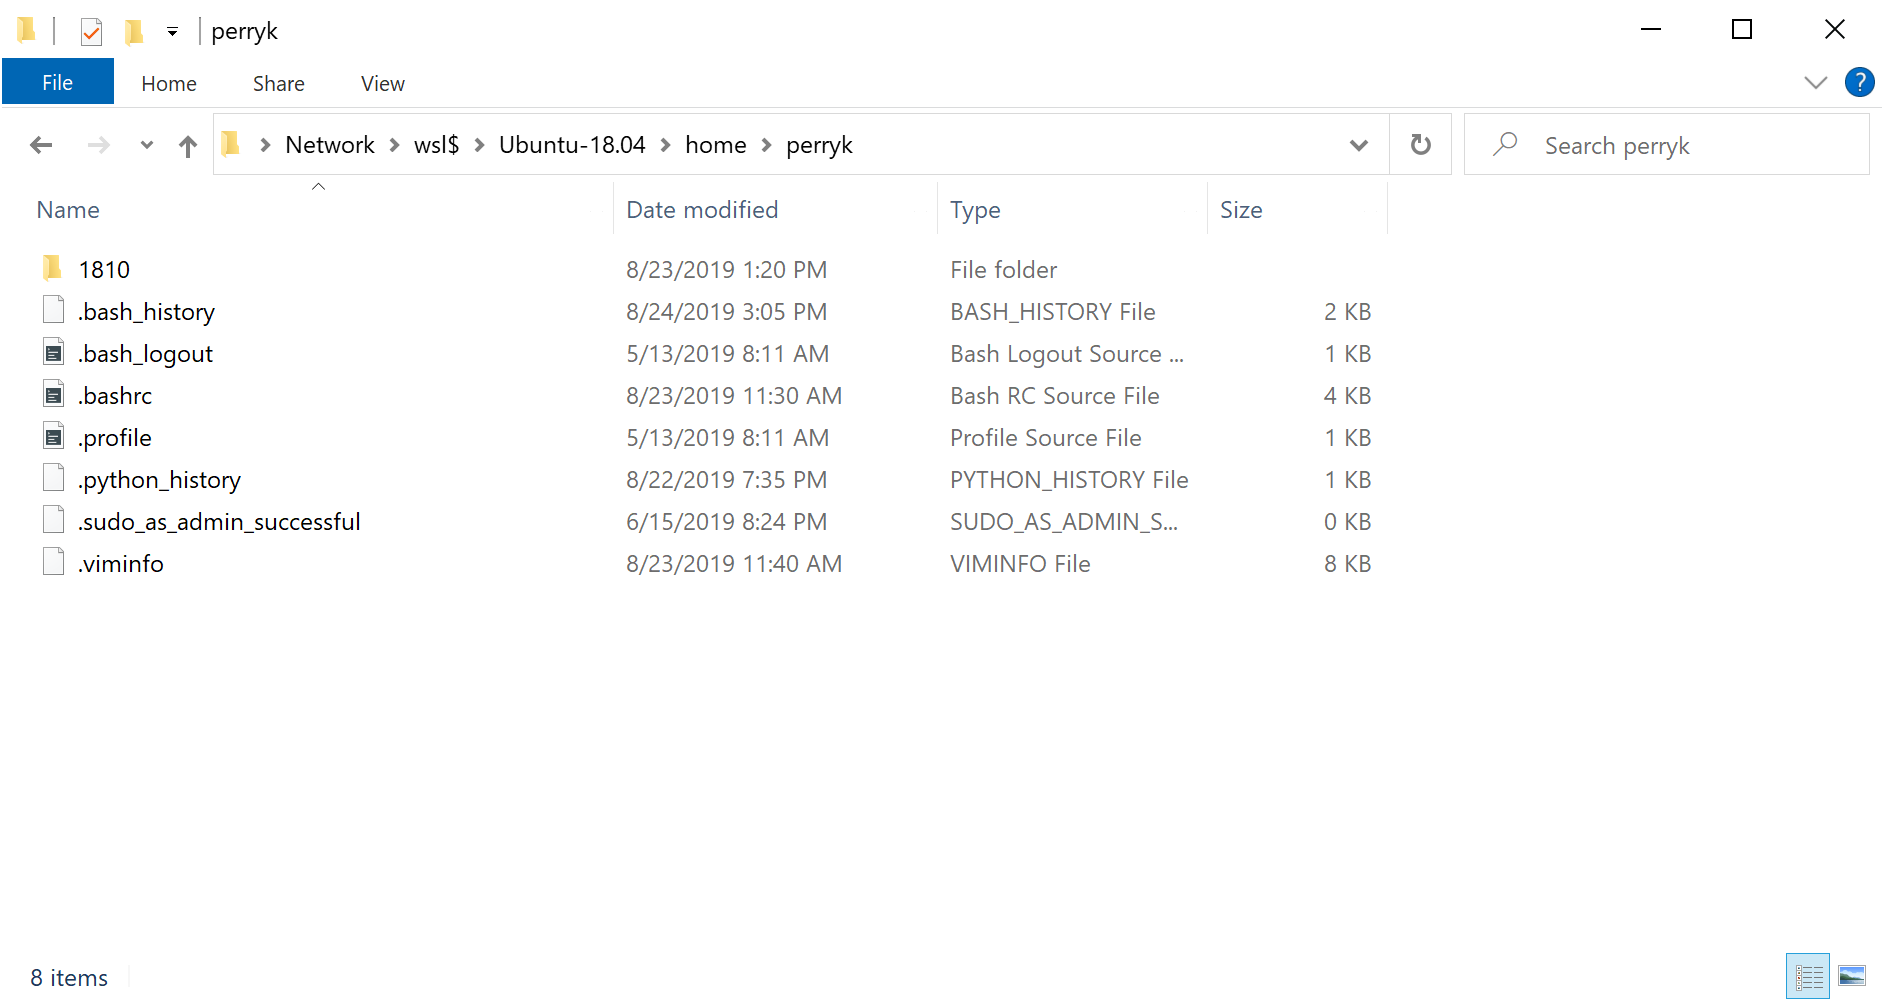 perryk
File Home Share View ?
Network wsl$ Ubuntu-18.04 home perryk Search perryk
Name Date modified Type Size
1810 8/23/2019 1:20 PM File folder
.bash_history 8/24/2019 3:05 PM BASH_HISTORY File 2 KB
.bash_logout 5/13/2019 8:11 AM Bash Logout Source ... 1 KB
.bashrc 8/23/2019 11:30 AM Bash RC Source File 4 KB
.profile 5/13/2019 8:11 AM Profile Source File 1 KB
.python_history 8/22/2019 7:35 PM PYTHON_HISTORY File 1 KB
.sudo_as_admin_successful 6/15/2019 8:24 PM SUDO_AS_ADMIN_S... 0 KB
.viminfo 8/23/2019 11:40 AM VIMINFO File 8 KB
8 items